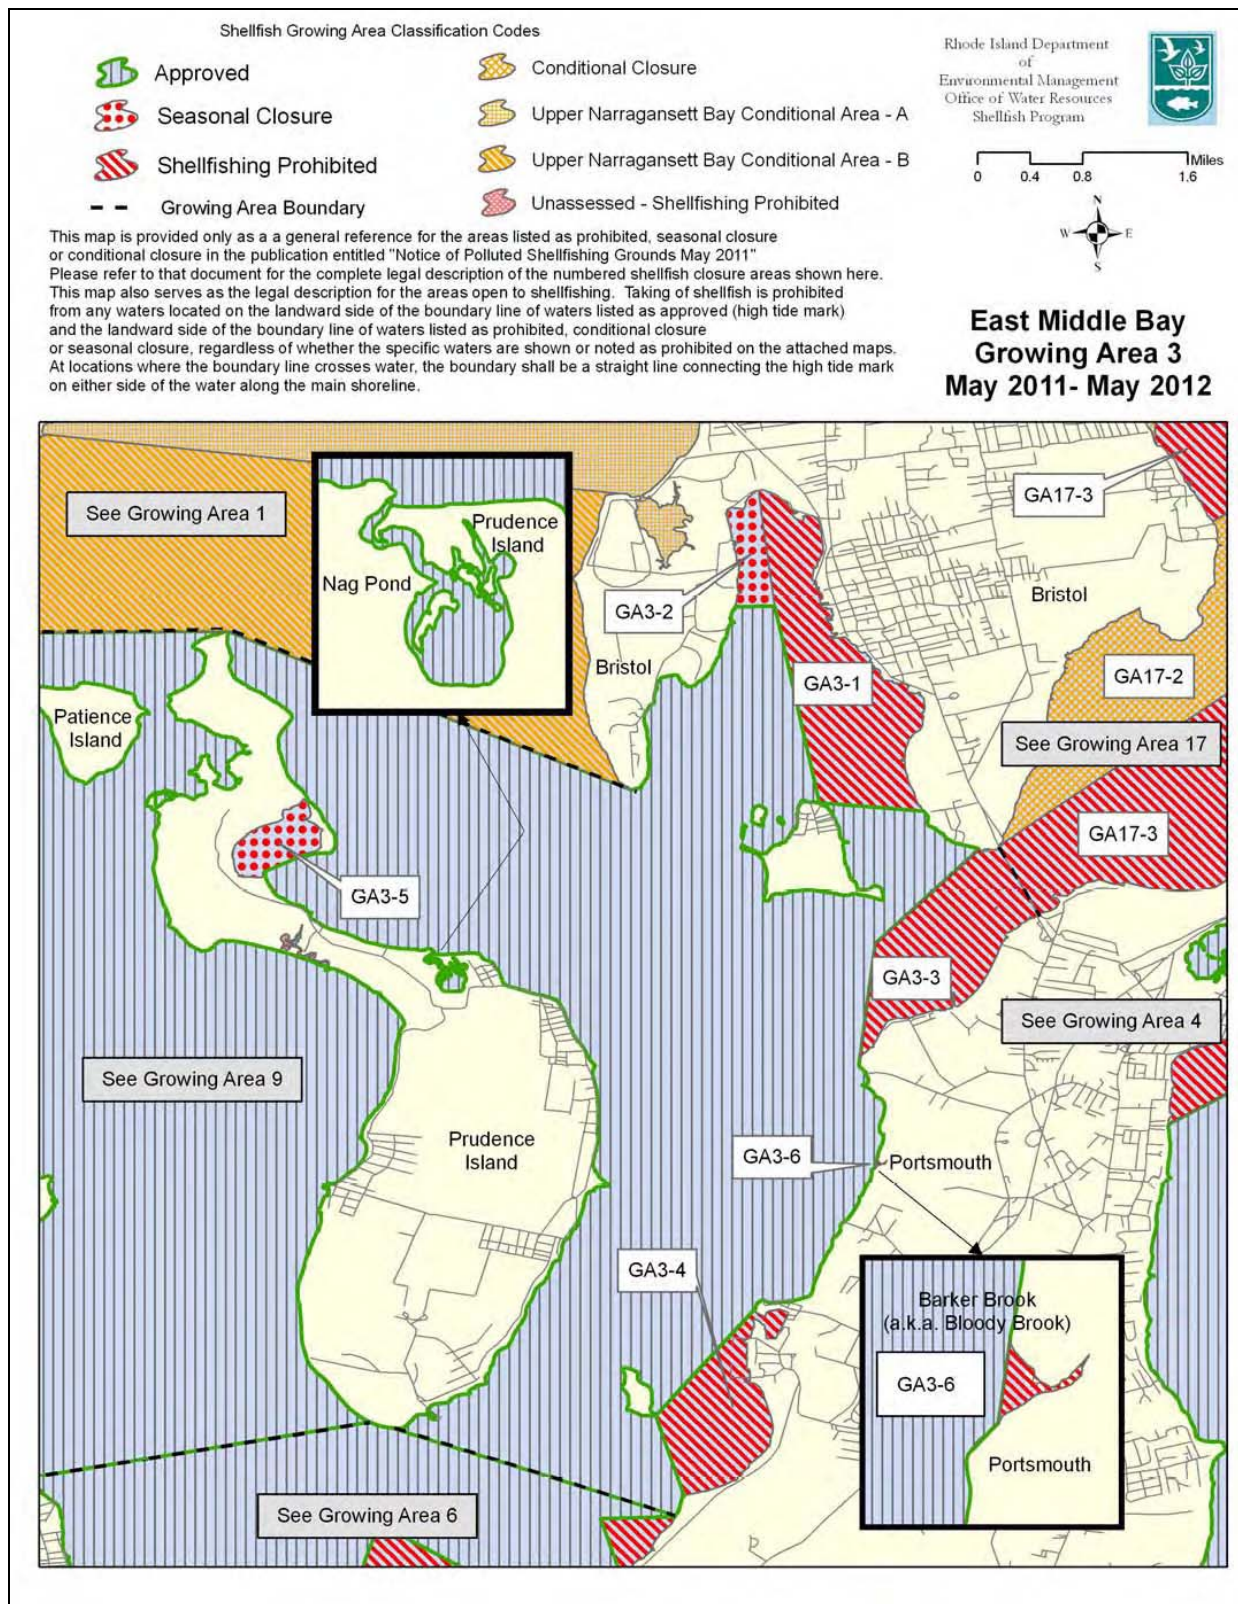 Shellfish Growing Area Classification Codes
Approved
Seasonal Closure
Shellfishing Prohibited
Growing Area Boundary
Conditional Closure
Upper Narragansett Bay Conditional Area - A
Upper Narragansett Bay Conditional Area - B
Unassessed - Shellfishing Prohibited
Rhode Island Department
of
Environmental Management
Office of Water Resources
Shellfish Program
Miles
0 0.4 0.8 1.6
N
W E
S
This map is provided only as a a general reference for the areas listed as prohibited, seasonal closure
or conditional closure in the publication entitled "Notice of Polluted Shellfishing Grounds May 2011"
Please refer to that document for the complete legal description of the numbered shellfish closure areas shown here.
This map also serves as the legal description for the areas open to shellfishing. Taking of shellfish is prohibited
from any waters located on the landward side of the boundary line of waters listed as approved (high tide mark)
and the landward side of the boundary line of waters listed as prohibited, conditional closure
or seasonal closure, regardless of whether the specific waters are shown or noted as prohibited on the attached maps.
At locations where the boundary line crosses water, the boundary shall be a straight line connecting the high tide mark
on either side of the water along the main shoreline.
East Middle Bay
Growing Area 3
May 2011- May 2012
See Growing Area 1
Prudence
Island
Nag Pond
GA17-3
GA3-2
Bristol
Bristol
GA3-1
GA17-2
Patience
Island
See Growing Area 17
GA17-3
GA3-5
GA3-3
See Growing Area 4
See Growing Area 9
Prudence
Island
GA3-6
Portsmouth
GA3-4
Barker Brook
(a.k.a. Bloody Brook)
GA3-6
Portsmouth
See Growing Area 6